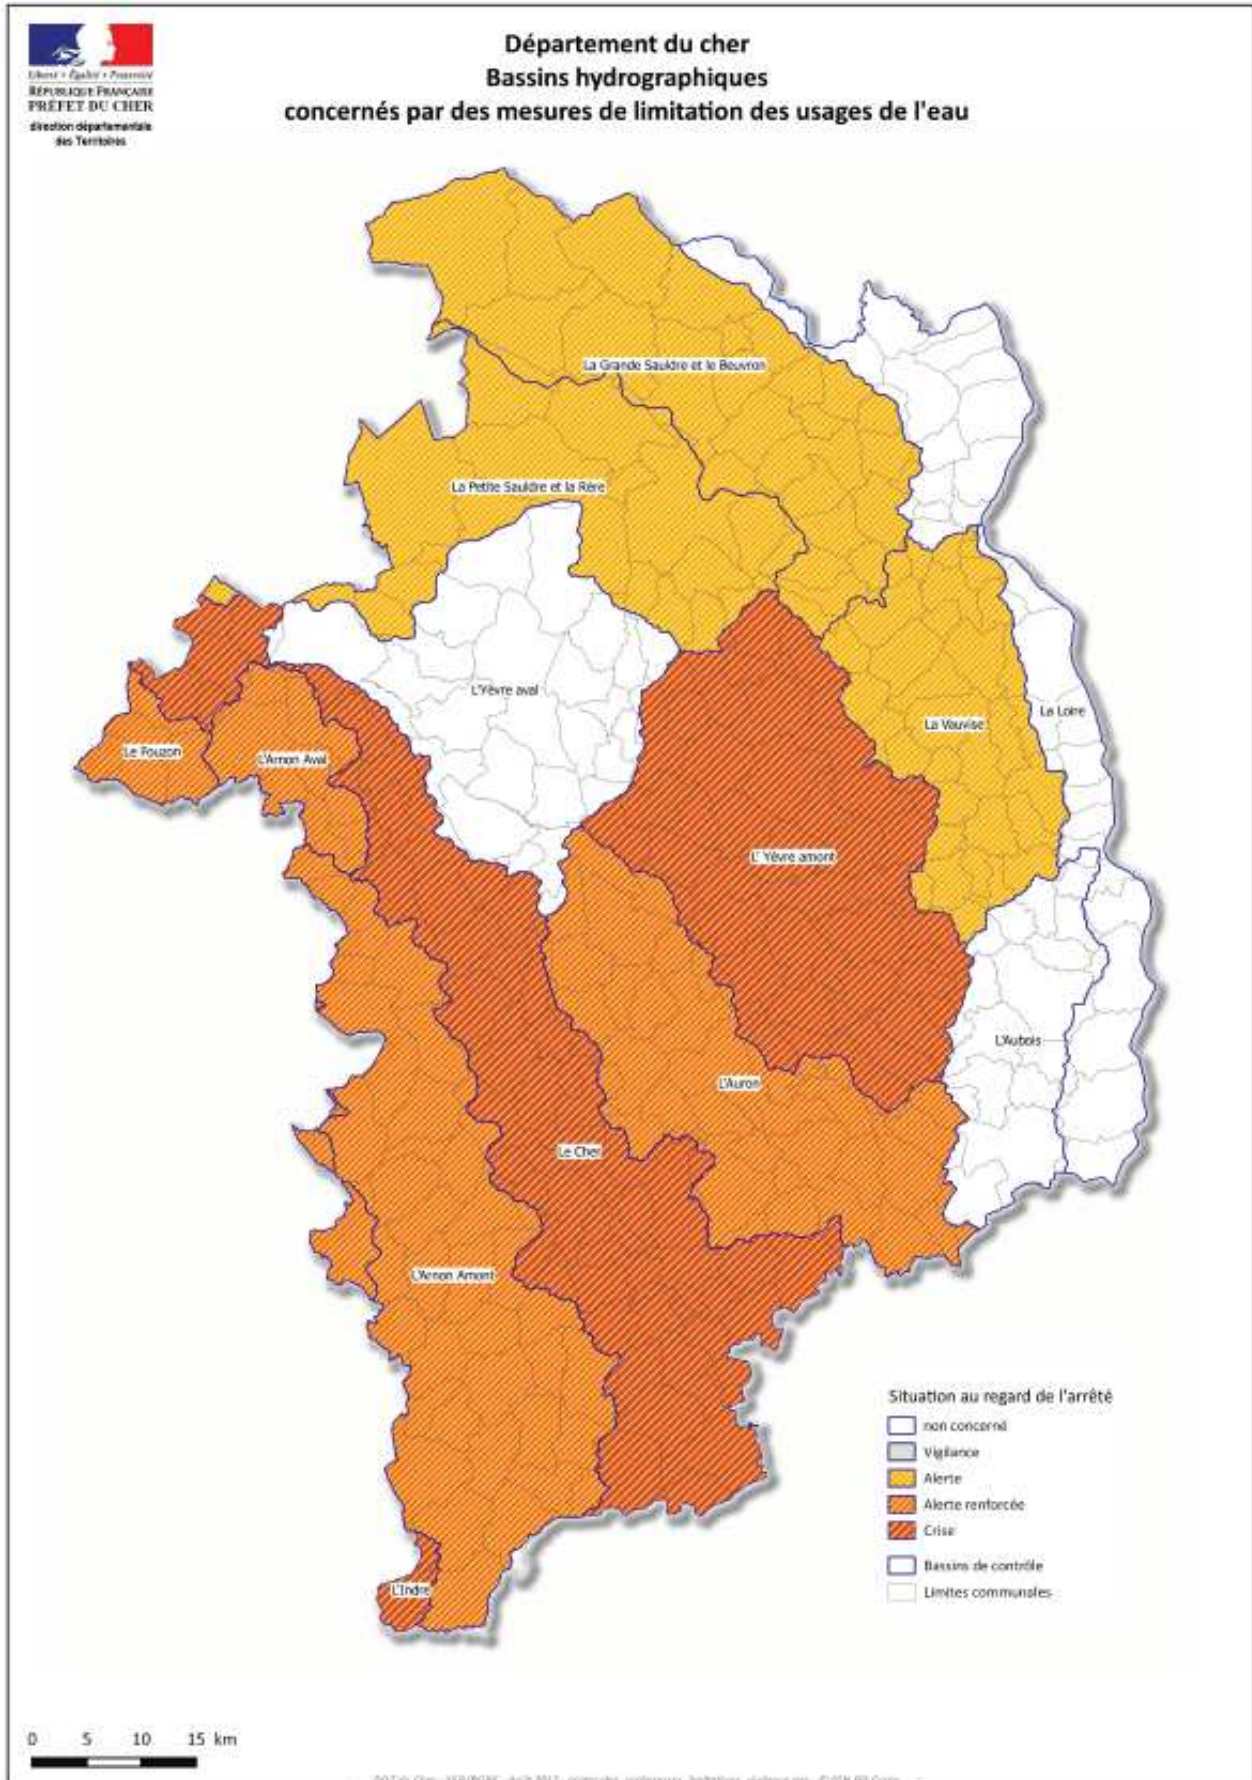 Liberté • Égalité • Fraternité
RÉPUBLIQUE FRANÇAISE
PRÉFET DU CHER
direction départementale
des Territoires
Département du cher
Bassins hydrographiques
concernés par des mesures de limitation des usages de l'eau
La Grande Sauldre et le Beuvron
La Petite Sauldre et la Rère
L'Yèvre aval
La Vauvise
La Loire
Le Fouzon
L'Arnon Aval
L' Yèvre amont
L'Aubois
L'Auron
Le Cher
L'Arnon Amont
L'Indre
Situation au regard de l'arrêté
non concerné
Vigilance
Alerte
Alerte renforcée
Crise
Bassins de contrôle
Limites communales
0 5 10 15 km